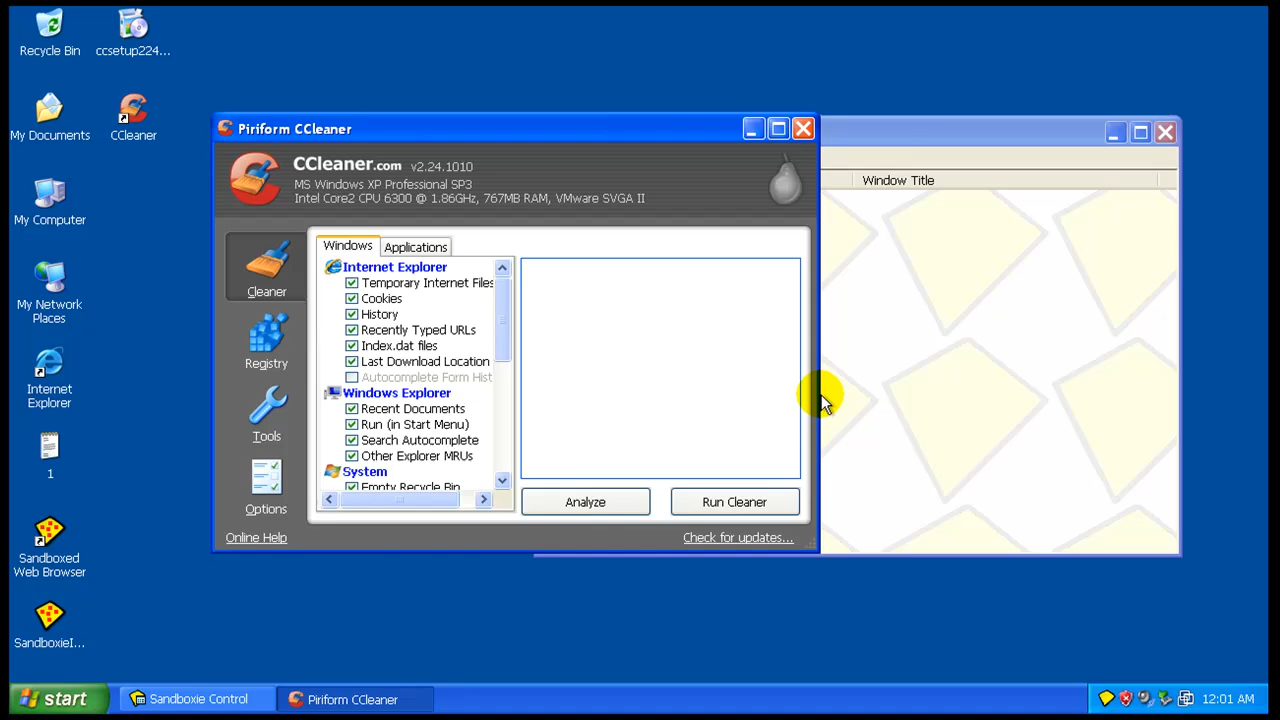 Recycle Bin
ccsetup224...
My Documents
CCleaner
My Computer
My Network
Places
Internet
Explorer
1
Sandboxed
Web Browser
SandboxieI...
Piriform CCleaner
CCleaner.com v2.24.1010
MS Windows XP Professional SP3
Intel Core2 CPU 6300 @ 1.86GHz, 767MB RAM, VMware SVGA II
Cleaner
Registry
Tools
Options
Windows
Applications
Internet Explorer
Temporary Internet Files
Cookies
History
Recently Typed URLs
Index.dat files
Last Download Location
Autocomplete Form Hist
Windows Explorer
Recent Documents
Run (in Start Menu)
Search Autocomplete
Other Explorer MRUs
System
Empty Recycle Bin
Analyze
Run Cleaner
Online Help
Check for updates...
Window Title
start
Sandboxie Control
Piriform CCleaner
12:01 AM